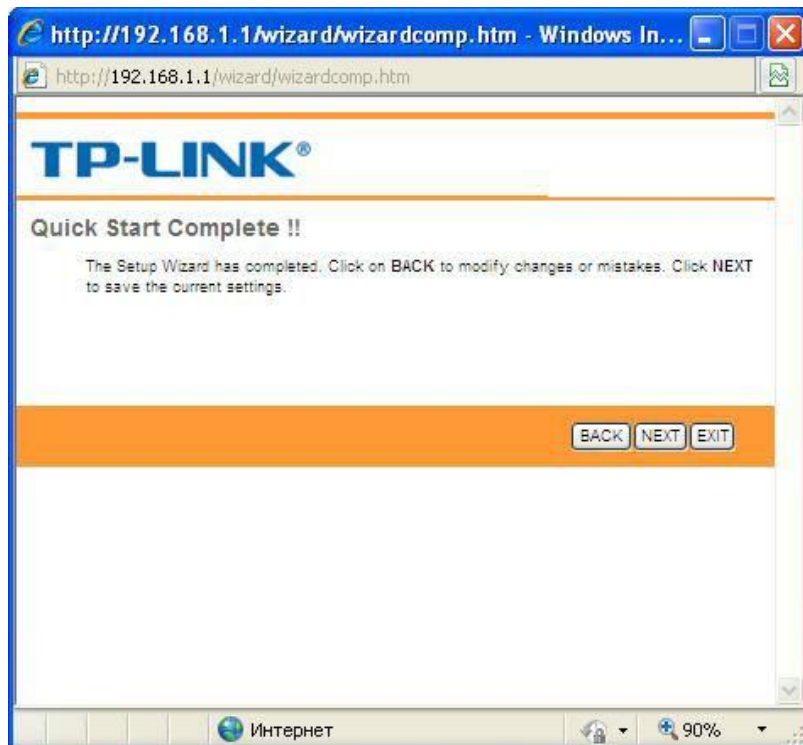 http://192.168.1.1/wizard/wizardcomp.htm - Windows In...
http://192.168.1.1/wizard/wizardcomp.htm
TP-LINK®
Quick Start Complete !!
The Setup Wizard has completed. Click on BACK to modify changes or mistakes. Click NEXT
to save the current settings.
BACK NEXT EXIT
Интернет 90%